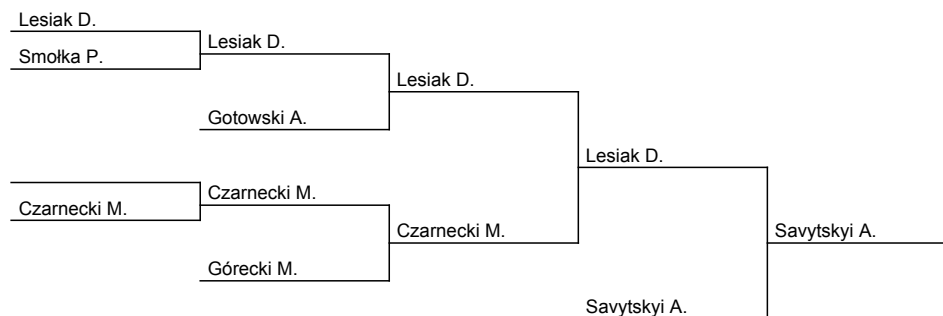 Lesiak D.
Smołka P.
Lesiak D.
Gotowski A.
Lesiak D.
Czarnecki M.
Czarnecki M.
Górecki M.
Czarnecki M.
Lesiak D.
Savytskyi A.
Savytskyi A.